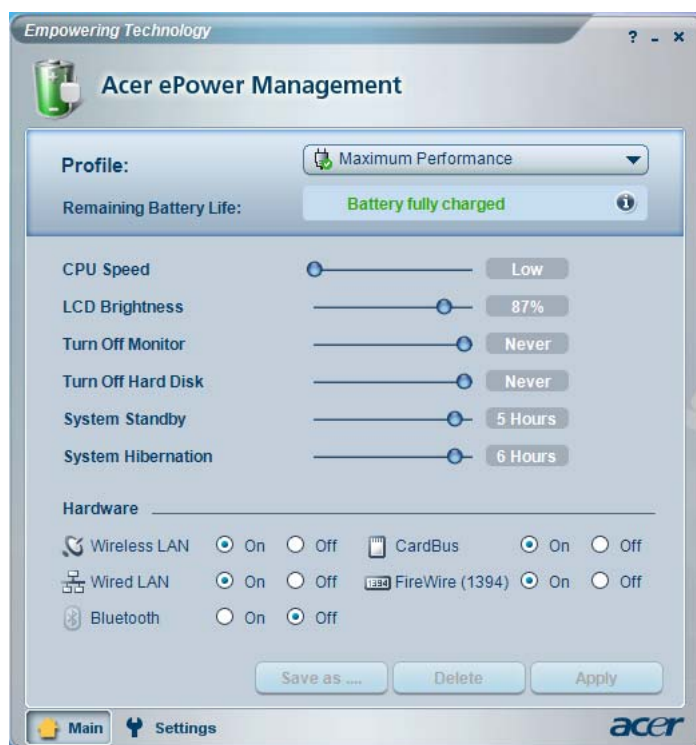 Empowering Technology
? - x
Acer ePower Management
Profile: Maximum Performance
Remaining Battery Life: Battery fully charged
CPU Speed Low
LCD Brightness 87%
Turn Off Monitor Never
Turn Off Hard Disk Never
System Standby 5 Hours
System Hibernation 6 Hours
Hardware
Wireless LAN On Off CardBus On Off
Wired LAN On Off 1394 FireWire (1394) On Off
Bluetooth On Off
Save as .... Delete Apply
Main Settings acer